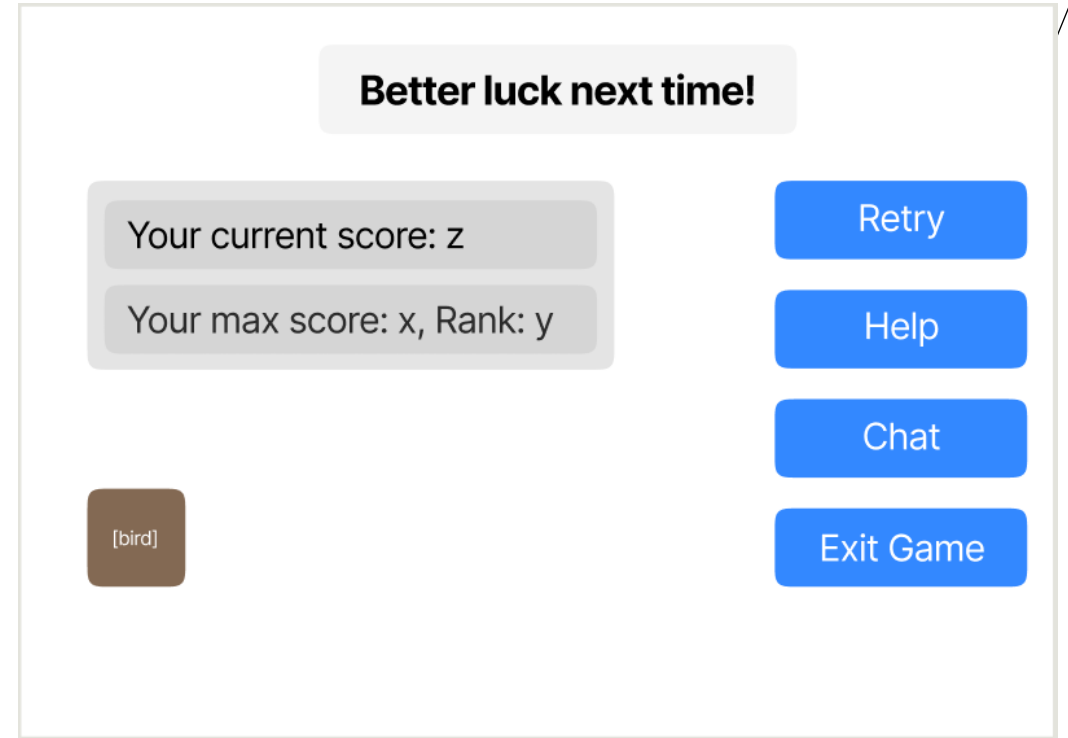 Better luck next time!
Your current score: z
Your max score: x, Rank: y
Retry
Help
Chat
Exit Game
[bird]